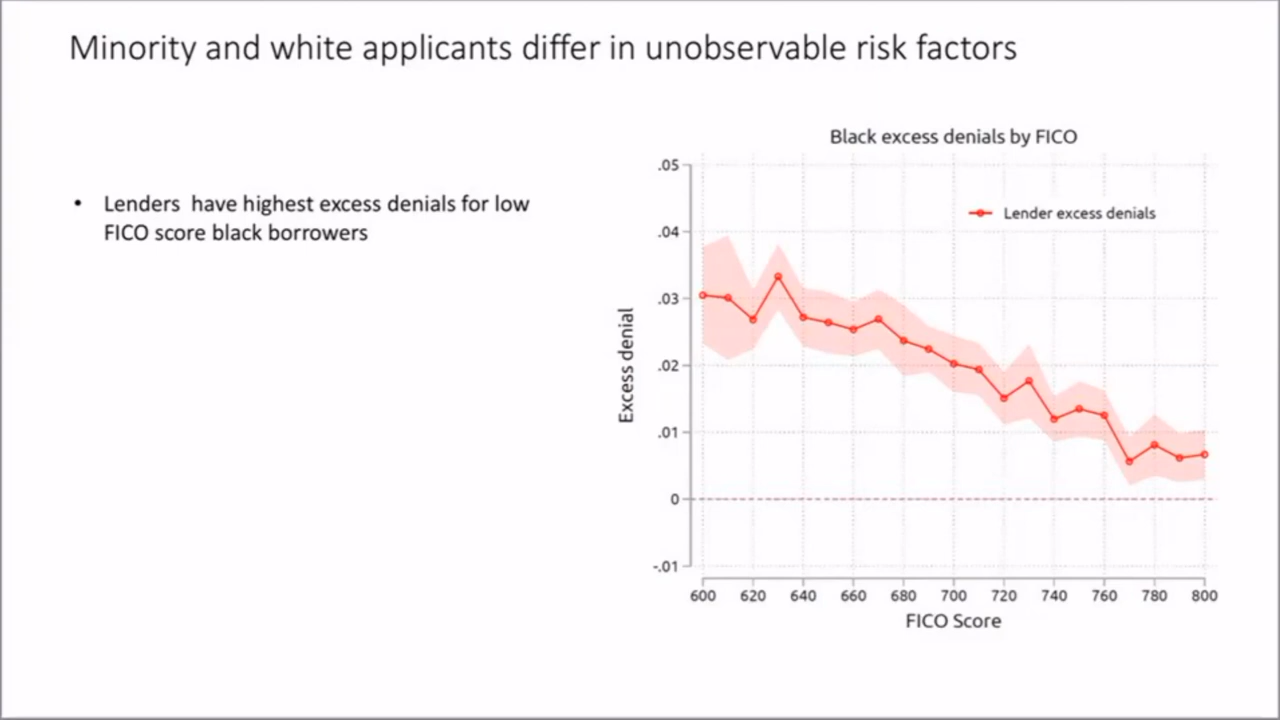 Minority and white applicants differ in unobservable risk factors
• Lenders have highest excess denials for low
FICO score black borrowers
Black excess denials by FICO
Lender excess denials
Excess denial
.05
.04
.03
.02
.01
0
-.01
600 620 640 660 680 700 720 740 760 780 800
FICO Score